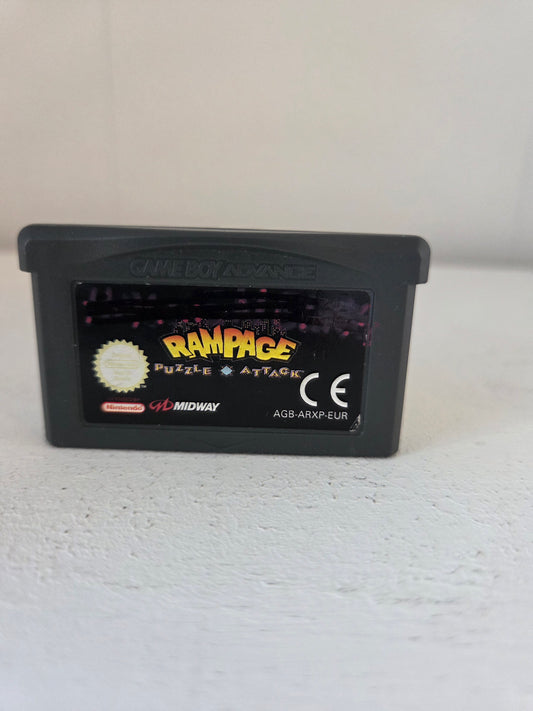 GAME BOY ADVANCE
RAMPAGE
PUZZLE ATTACK
CE
Nintendo
MIDWAY
AGB-ARXP-EUR